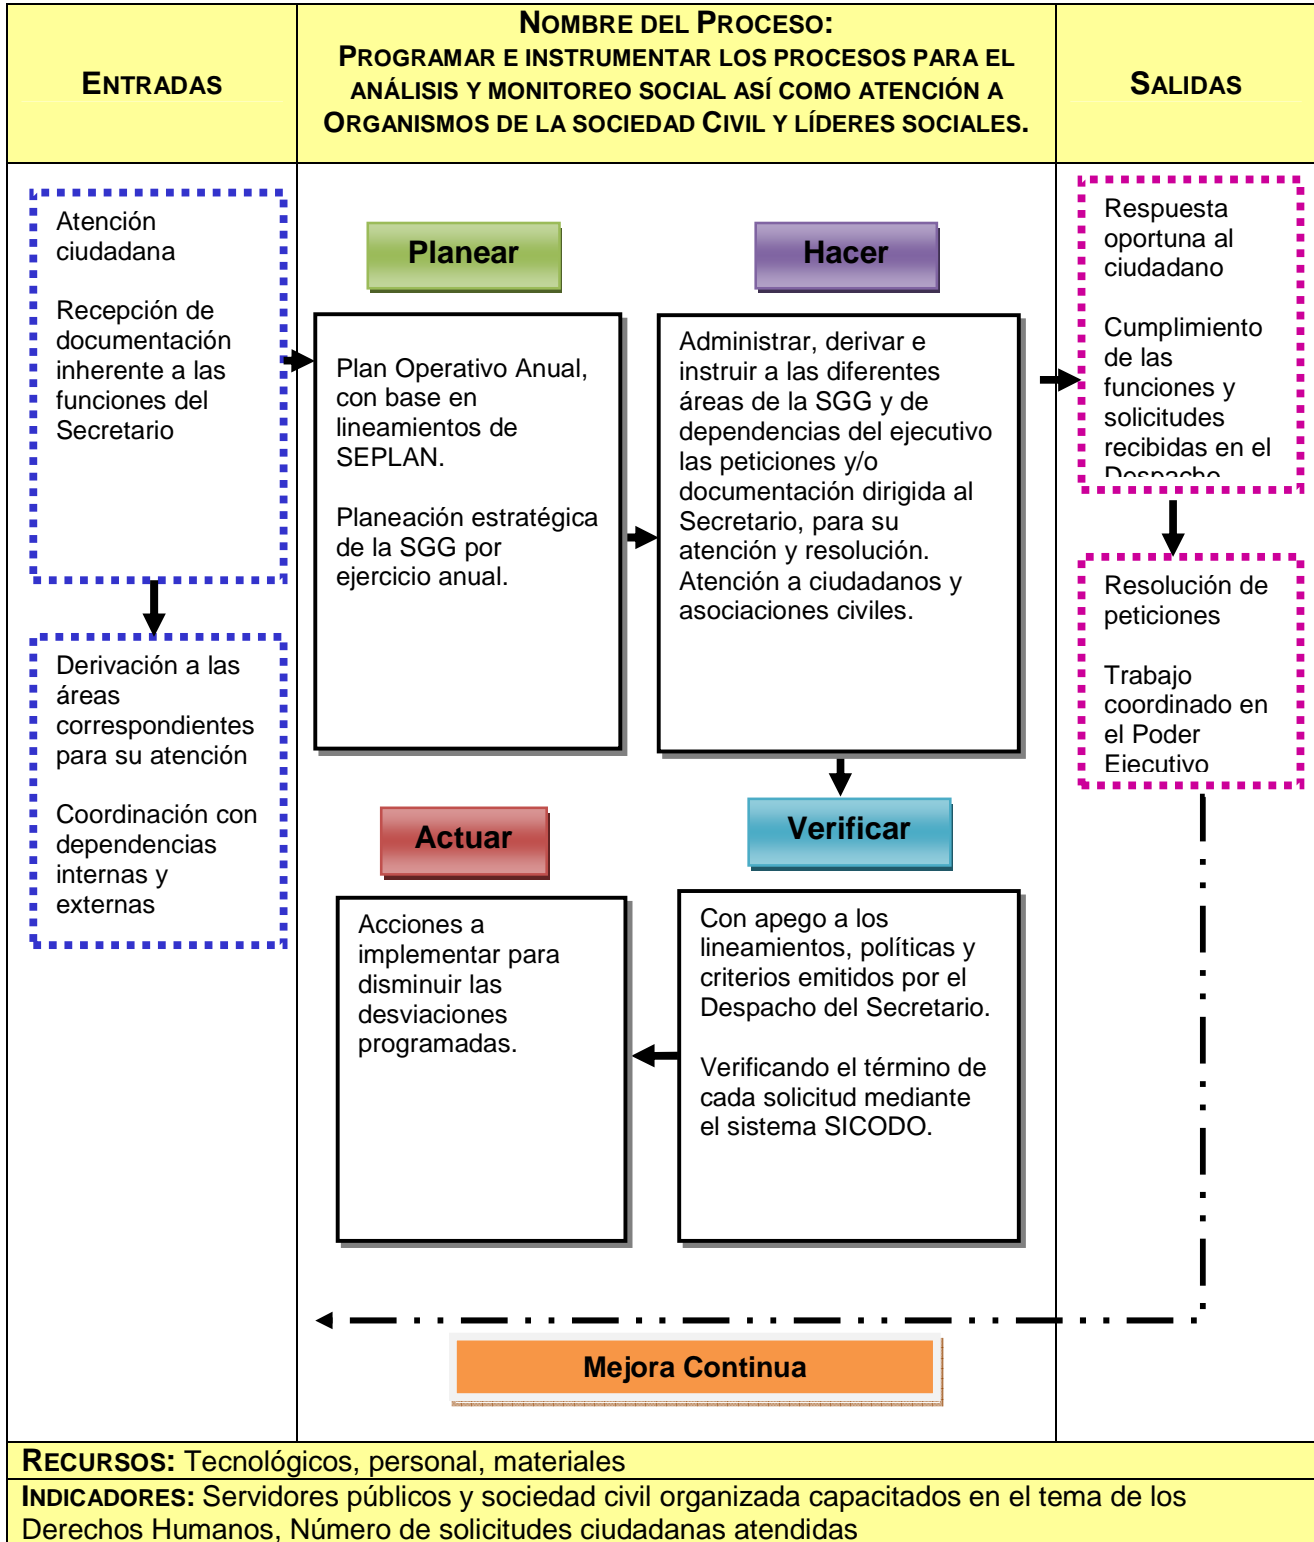 ENTRADAS
NOMBRE DEL PROCESO:
PROGRAMAR E INSTRUMENTAR LOS PROCESOS PARA EL
ANÁLISIS Y MONITOREO SOCIAL ASÍ COMO ATENCIÓN A
ORGANISMOS DE LA SOCIEDAD CIVIL Y LÍDERES SOCIALES.
SALIDAS
Atención
ciudadana
Recepción de
documentación
inherente a las
funciones del
Secretario
Derivación a las
áreas
correspondientes
para su atención
Coordinación con
dependencias
internas y
externas
Planear
Plan Operativo Anual,
con base en
lineamientos de
SEPLAN.
Planeación estratégica
de la SGG por
ejercicio anual.
Hacer
Administrar, derivar e
instruir a las diferentes
áreas de la SGG y de
dependencias del ejecutivo
las peticiones y/o
documentación dirigida al
Secretario, para su
atención y resolución.
Atención a ciudadanos y
asociaciones civiles.
Actuar
Acciones a
implementar para
disminuir las
desviaciones
programadas.
Verificar
Con apego a los
lineamientos, políticas y
criterios emitidos por el
Despacho del Secretario.
Verificando el término de
cada solicitud mediante
el sistema SICODO.
Respuesta
oportuna al
ciudadano
Cumplimiento
de las
funciones y
solicitudes
recibidas en el
Despacho
Resolución de
peticiones
Trabajo
coordinado en
el Poder
Ejecutivo
Mejora Continua
RECURSOS: Tecnológicos, personal, materiales
INDICADORES: Servidores públicos y sociedad civil organizada capacitados en el tema de los
Derechos Humanos, Número de solicitudes ciudadanas atendidas